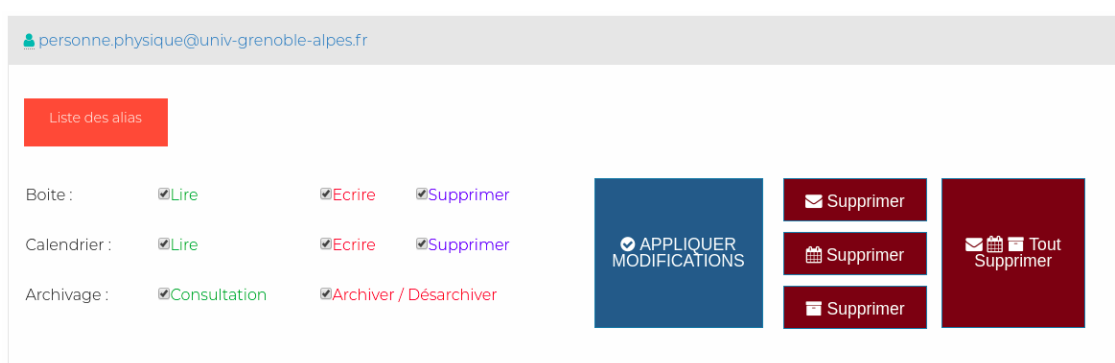 personne.physique@univ-grenoble-alpes.fr
Liste des alias
Boite : Lire Ecrire Supprimer
Calendrier : Lire Ecrire Supprimer
Archivage : Consultation Archiver / Désarchiver
APPLIQUER
MODIFICATIONS
Supprimer
Supprimer
Supprimer
Tout
Supprimer